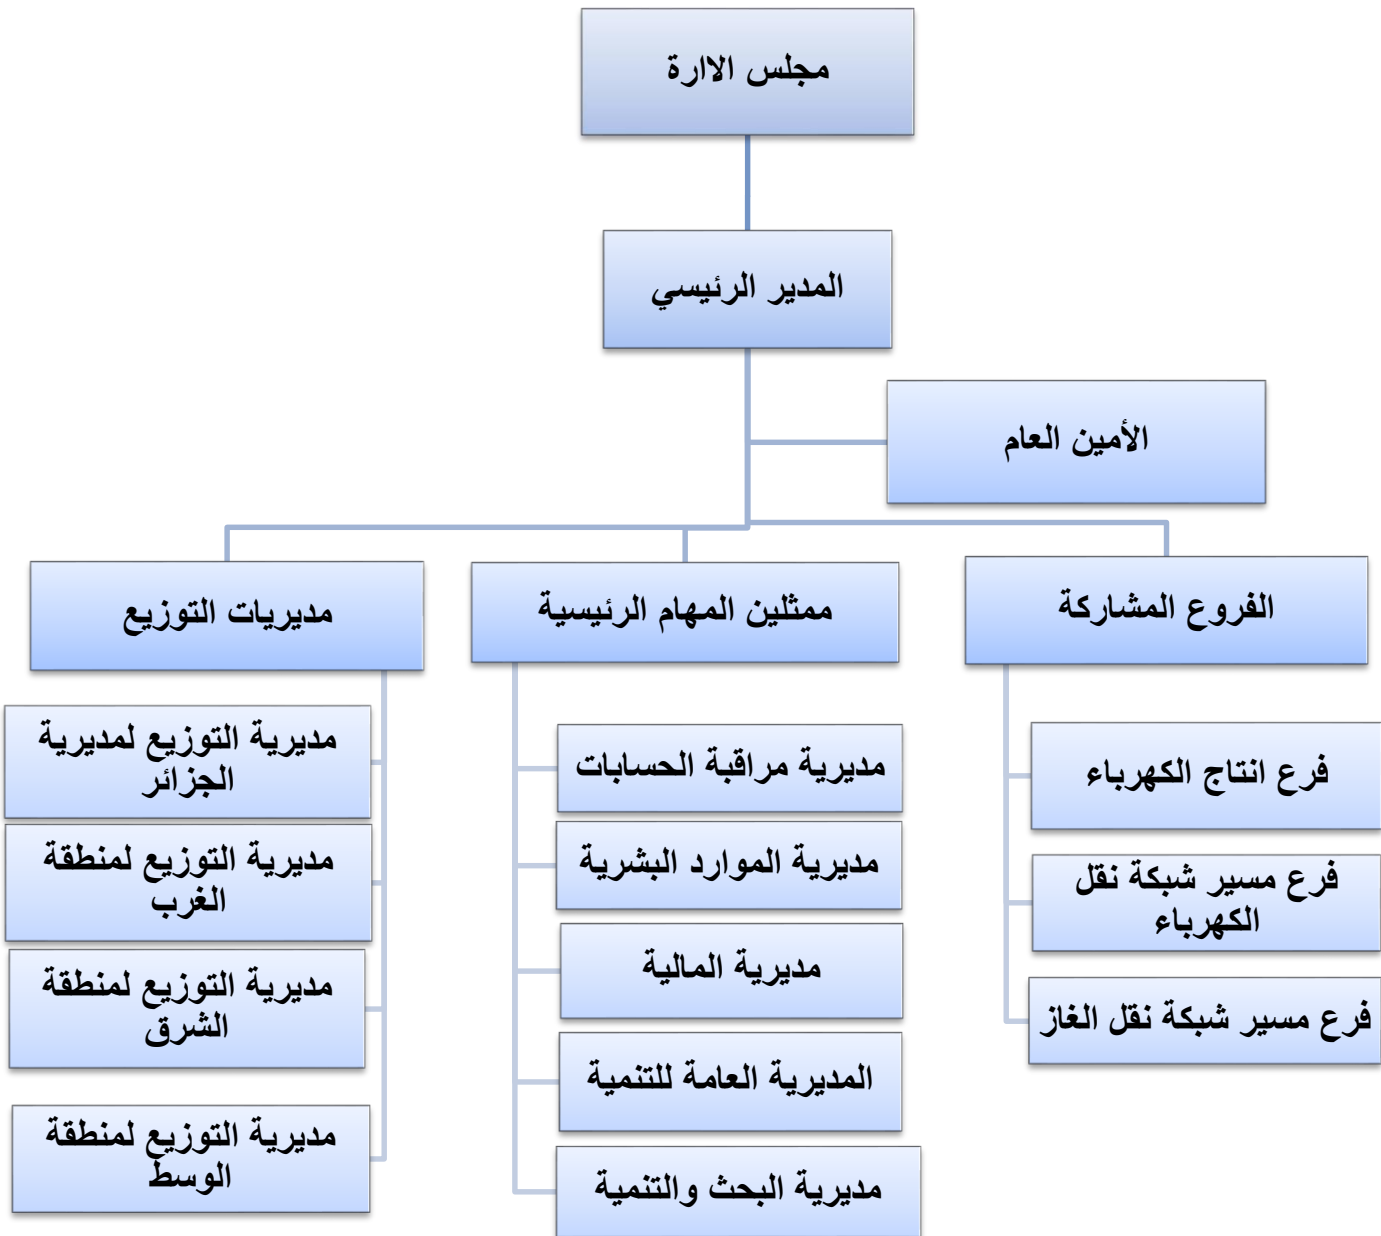 مجلس الاارة
المدير الرئيسي
الأمين العام
الفروع المشاركة
ممثلين المهام الرئيسية
مديريات التوزيع
فرع انتاج الكهرباء
فرع مسير شبكة نقل
الكهرباء
فرع مسير شبكة نقل الغاز
مديرية مراقبة الحسابات
مديرية الموارد البشرية
مديرية المالية
المديرية العامة للتنمية
مديرية البحث والتنمية
مديرية التوزيع لمديرية
الجزائر
مديرية التوزيع لمنطقة
الغرب
مديرية التوزيع لمنطقة
الشرق
مديرية التوزيع لمنطقة
الوسط